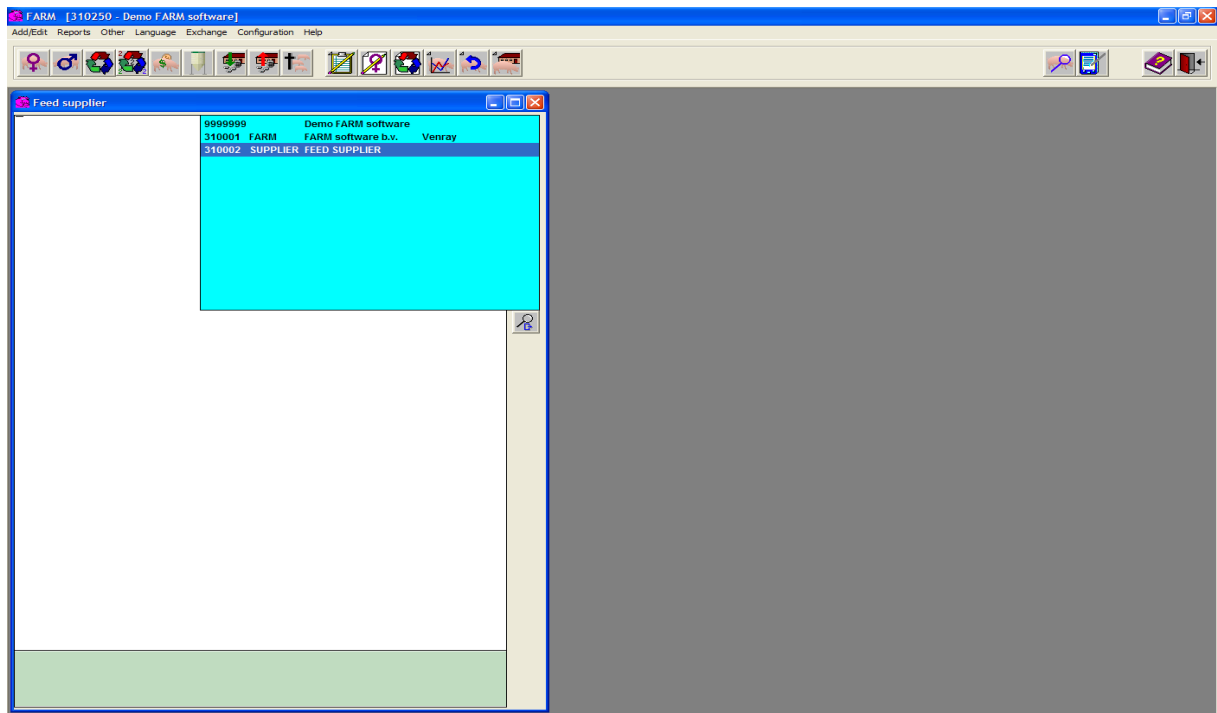 FARM [310250 - Demo FARM software]
Add/Edit Reports Other Language Exchange Configuration Help
Feed supplier
9999999 Demo FARM software
310001 FARM FARM software b.v. Venray
310002 SUPPLIER FEED SUPPLIER